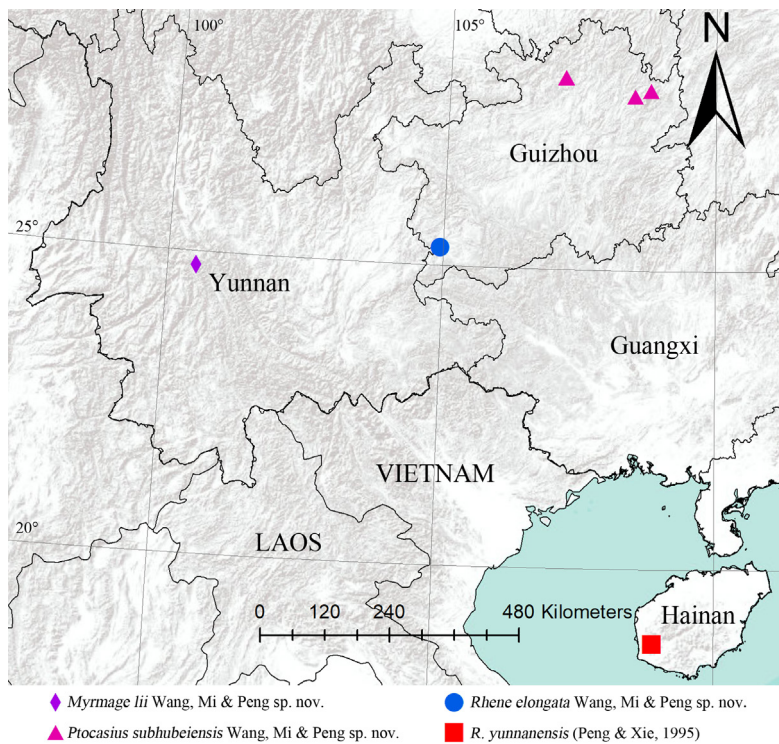 100°
105°
N
Guizhou
25°
Yunnan
Guangxi
VIETNAM
20°
LAOS
0 120 240 480 Kilometers
Hainan
Myrmage lii Wang, Mi & Peng sp. nov.
Rhene elongata Wang, Mi & Peng sp. nov.
Ptocasius subhubeiensis Wang, Mi & Peng sp. nov.
R. yunnanensis (Peng & Xie, 1995)